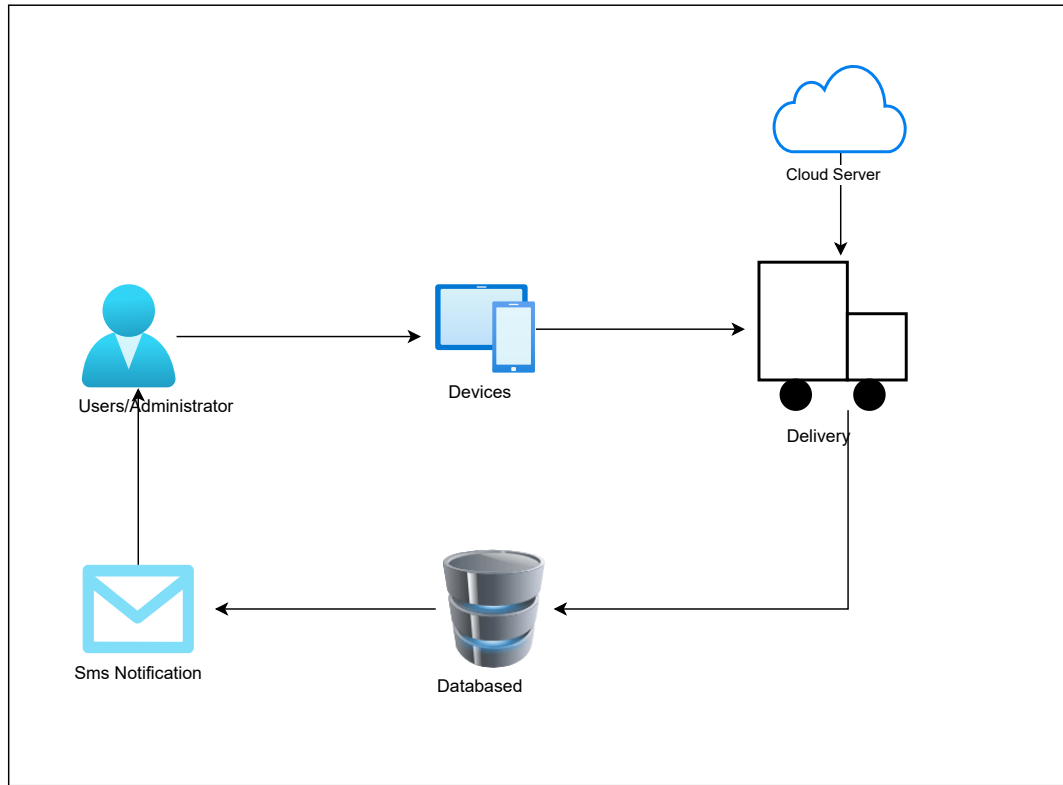 Cloud Server
Users/Administrator
Devices
Delivery
Sms Notification
Databased